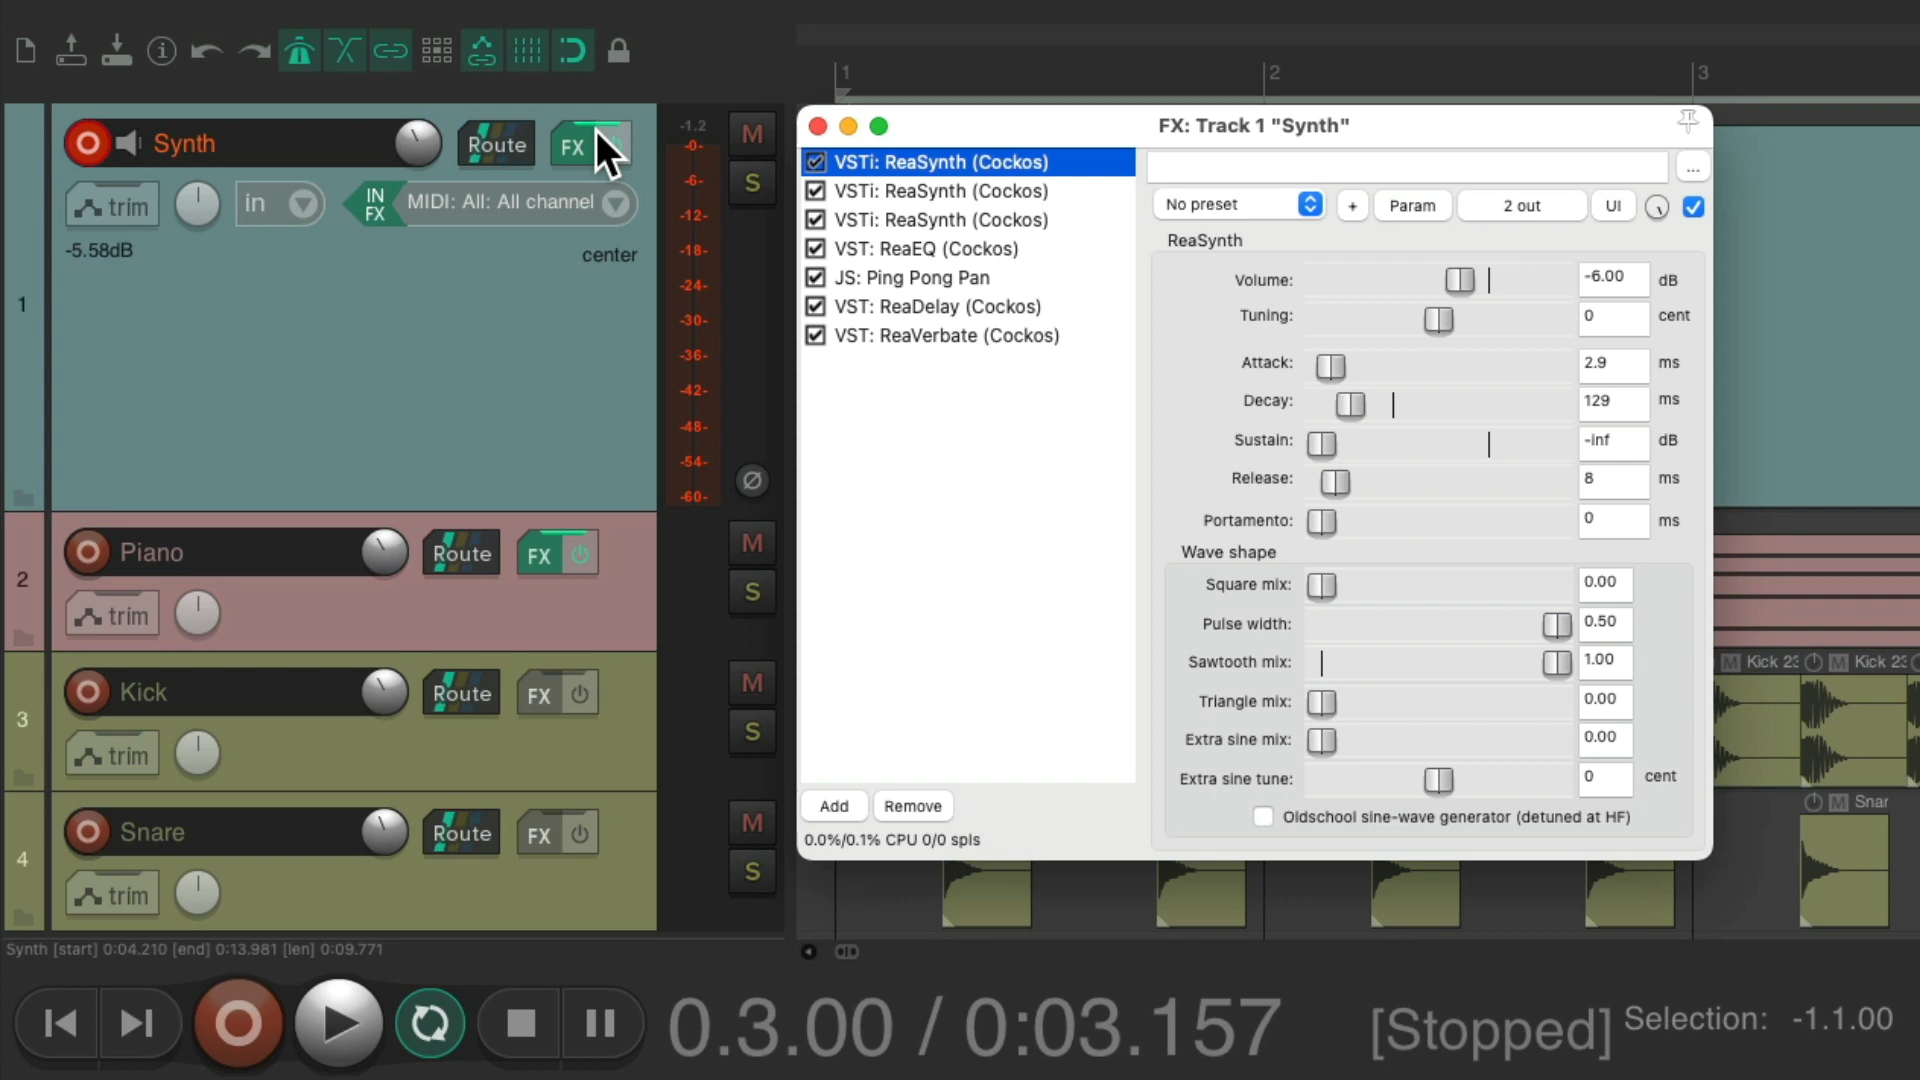 1 2 3
Synth Route FX
trim in IN FX MIDI: All: All channel
-5.58dB center
1
-1.2
-0-
-6-
-12-
-18-
-24-
-30-
-36-
-42-
-48-
-54-
-60-
M
S
Ø
FX: Track 1 "Synth"
VSTi: ReaSynth (Cockos)
VSTi: ReaSynth (Cockos)
VSTi: ReaSynth (Cockos)
VST: ReaEQ (Cockos)
JS: Ping Pong Pan
VST: ReaDelay (Cockos)
VST: ReaVerbate (Cockos)
Add Remove
0.0%/0.1% CPU 0/0 spls
...
No preset + Param 2 out UI
ReaSynth
Volume: -6.00 dB
Tuning: 0 cent
Attack: 2.9 ms
Decay: 129 ms
Sustain: -inf dB
Release: 8 ms
Portamento: 0 ms
Wave shape
Square mix: 0.00
Pulse width: 0.50
Sawtooth mix: 1.00
Triangle mix: 0.00
Extra sine mix: 0.00
Extra sine tune: 0 cent
Oldschool sine-wave generator (detuned at HF)
2
Piano Route FX M
trim S
3
Kick Route FX M
trim S
M Kick 23 M Kick 23
4
Snare Route FX M
trim S
M Snar
Synth [start] 0:04.210 [end] 0:13.981 [len] 0:09.771
0.3.00 / 0:03.157 [Stopped] Selection: -1.1.00